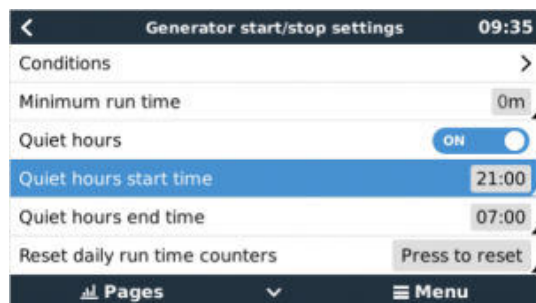 Generator start/stop settings 09:35
Conditions
Minimum run time 0m
Quiet hours ON
Quiet hours start time 21:00
Quiet hours end time 07:00
Reset daily run time counters Press to reset
Pages Menu